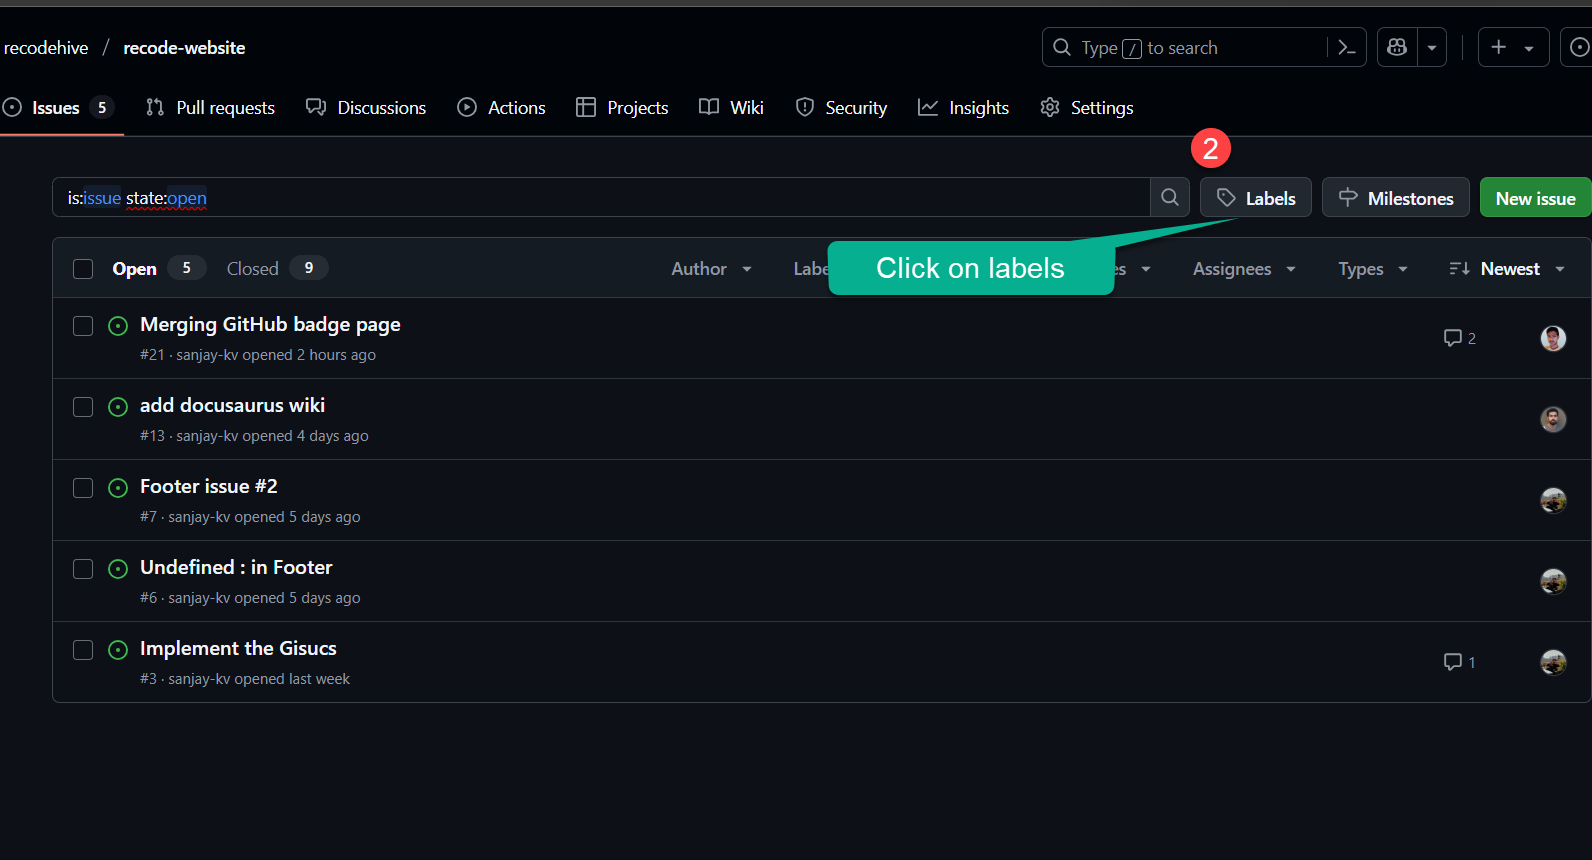 recodehive / recode-website
Type / to search
Issues 5 Pull requests Discussions Actions Projects Wiki Security Insights Settings
2
is:issue state:open
Labels Milestones New issue
Open 5 Closed 9 Author Assignees Types Newest
Click on labels
Merging GitHub badge page
#21 · sanjay-kv opened 2 hours ago
2
add docusaurus wiki
#13 · sanjay-kv opened 4 days ago
Footer issue #2
#7 · sanjay-kv opened 5 days ago
Undefined : in Footer
#6 · sanjay-kv opened 5 days ago
Implement the Gisucs
#3 · sanjay-kv opened last week
1